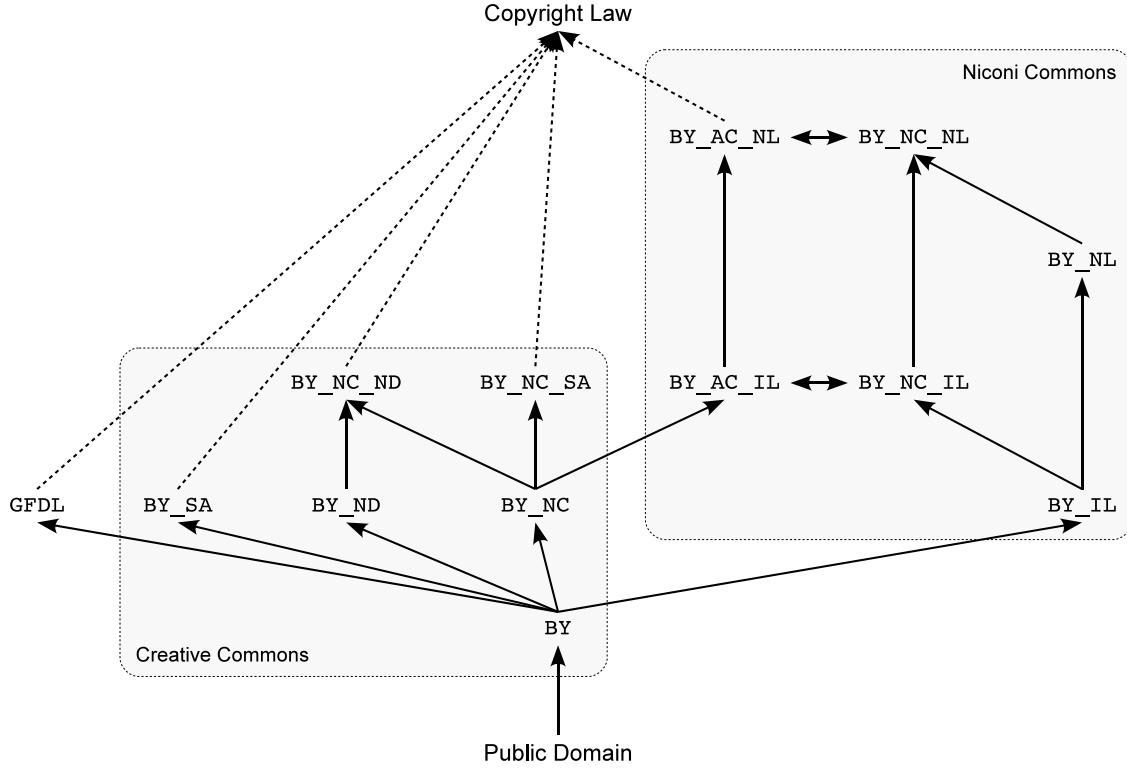 Copyright Law
Niconi Commons
BY_AC_NL
BY_NC_NL
BY_NL
BY_NC_ND
BY_NC_SA
BY_AC_IL
BY_NC_IL
GFDL
BY_SA
BY_ND
BY_NC
BY_IL
BY
Creative Commons
Public Domain